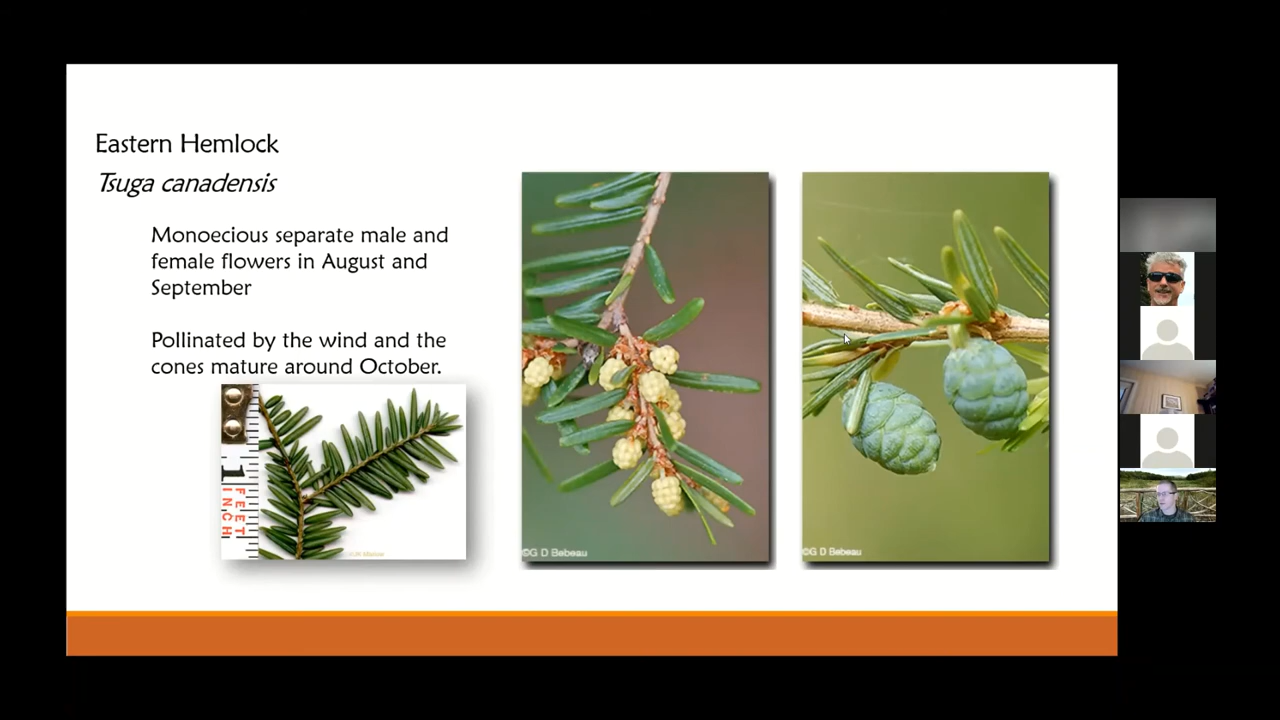 Eastern Hemlock
Tsuga canadensis
Monoecious separate male and
female flowers in August and
September
Pollinated by the wind and the
cones mature around October.
1
FEET
INCH
©G D Bebeau
©G D Bebeau